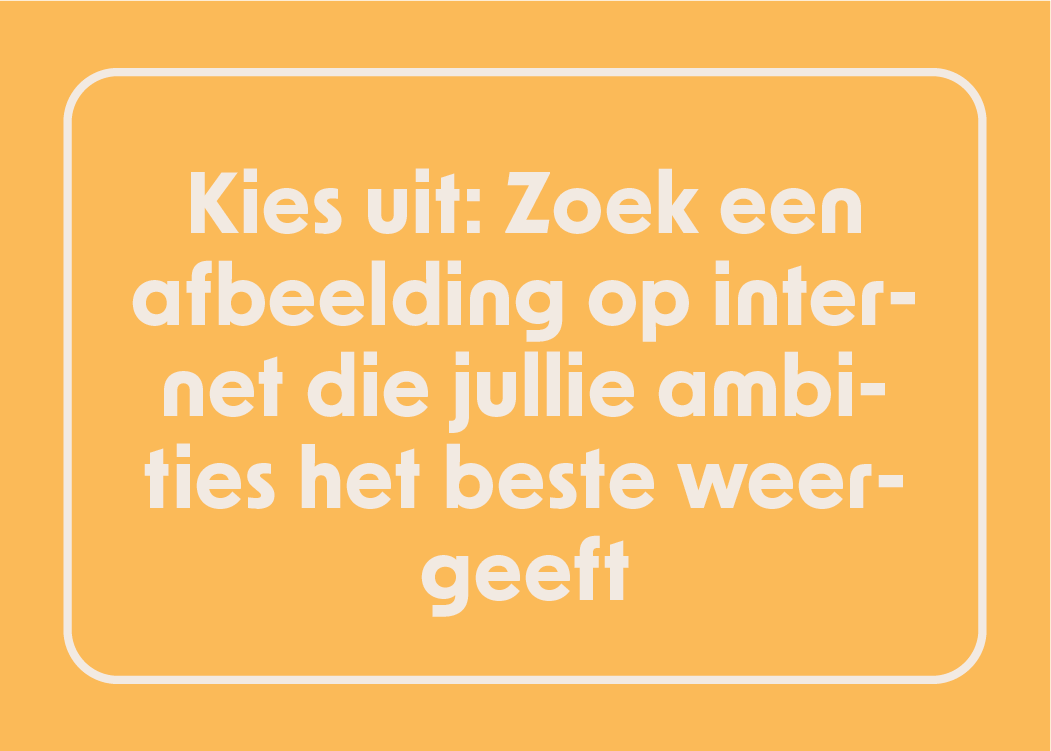 Kies uit: Zoek een
afbeelding op inter-
net die jullie ambi-
ties het beste weer-
geeft